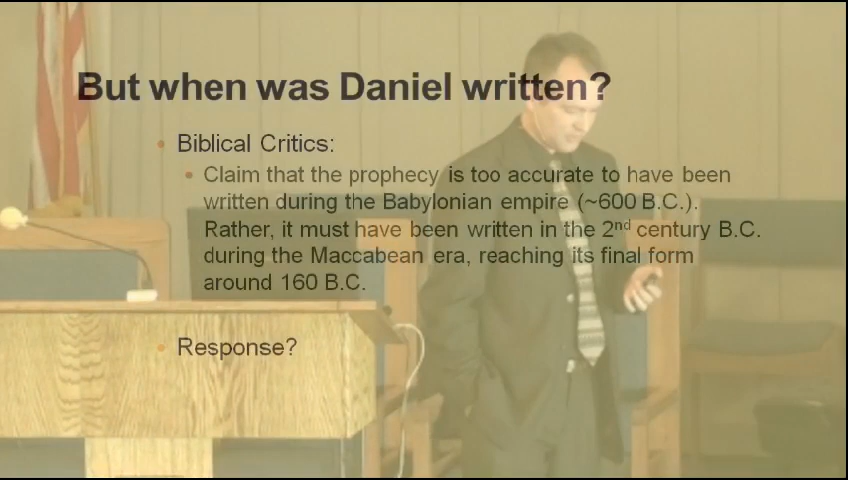 But when was Daniel written?
• Biblical Critics:
• Claim that the prophecy is too accurate to have been
written during the Babylonian empire (~600 B.C.).
Rather, it must have been written in the 2nd century B.C.
during the Maccabean era, reaching its final form
around 160 B.C.
• Response?